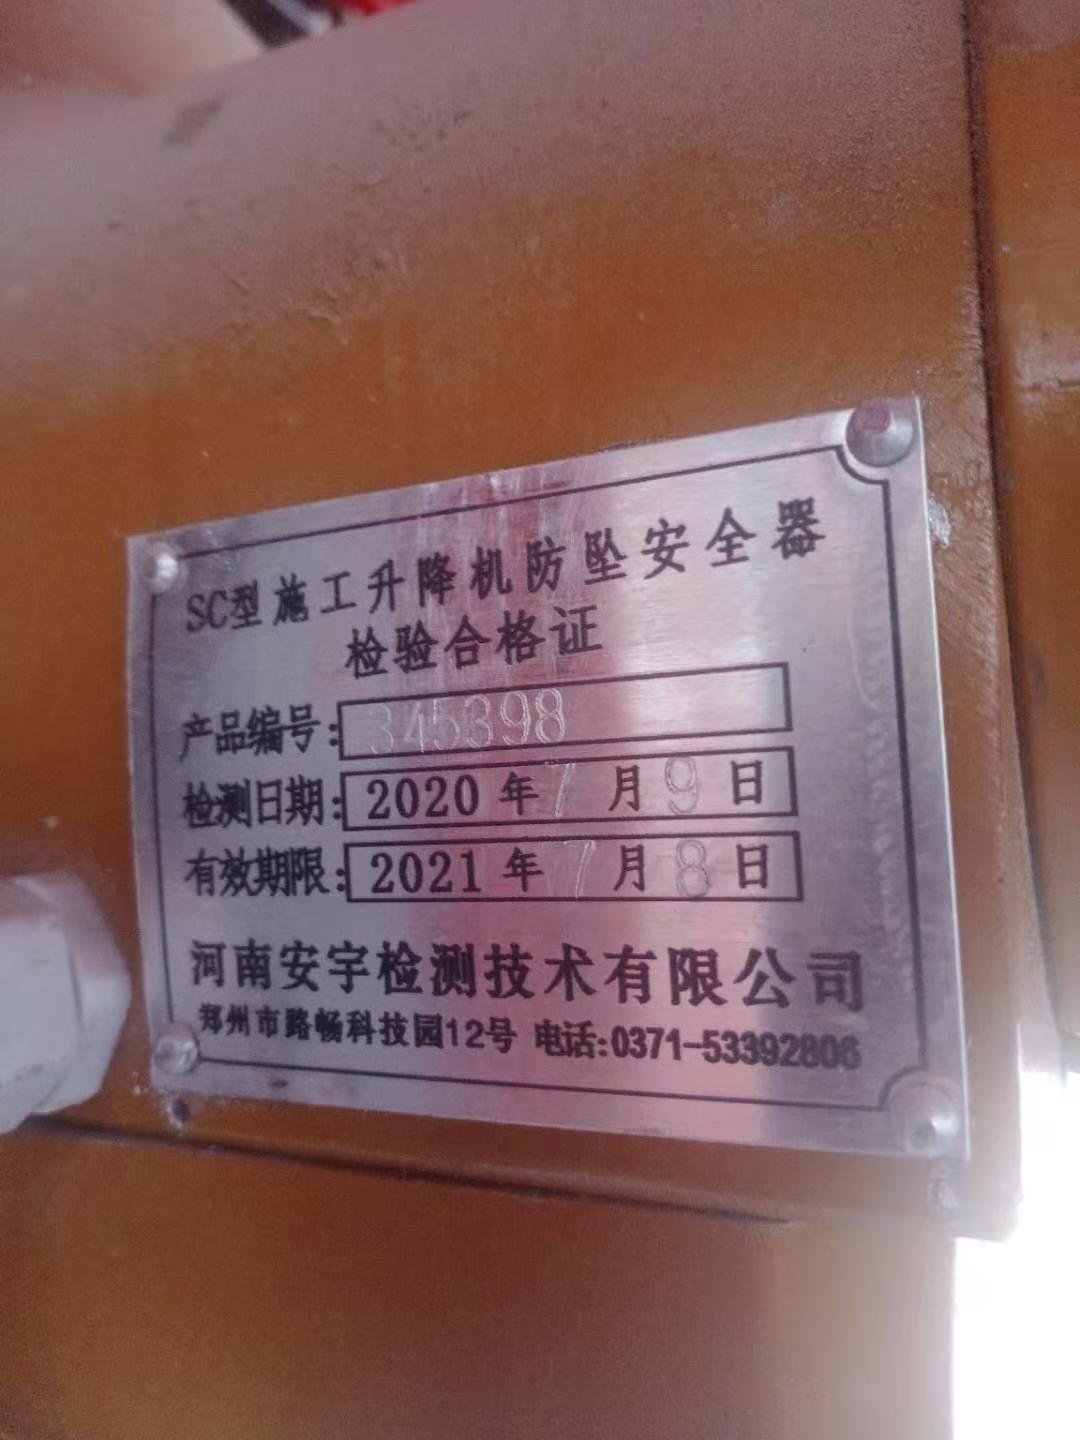 SC型施工升降机防坠安全器
检验合格证
产品编号:345398
检测日期:2020年7月9日
有效期限:2021年7月8日
河南安宇检测技术有限公司
郑州市路畅科技园12号 电话:0371-53392806